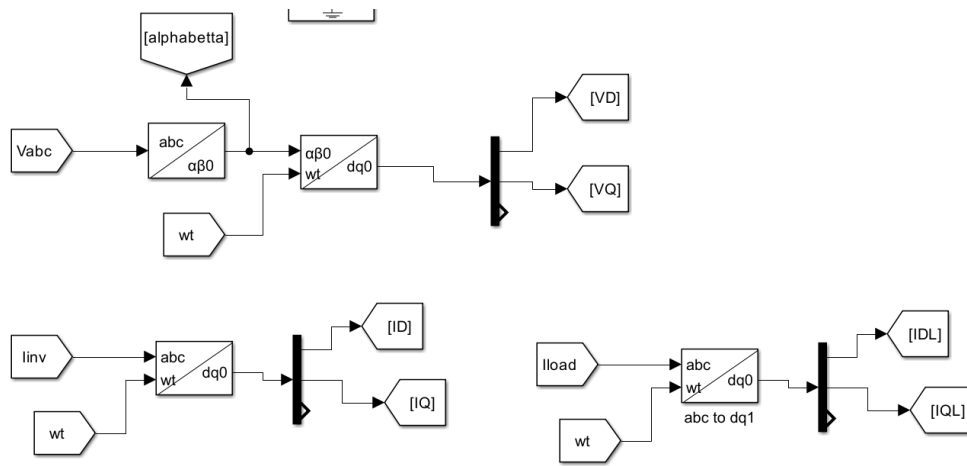 [alphabetta]
[VD]
Vabc
abc
αβ0
αβ0
wt
dq0
[VQ]
wt
[ID]
Iinv
abc
wt
dq0
[IQ]
wt
[IDL]
Iload
abc
wt
dq0
[IQL]
abc to dq1
wt